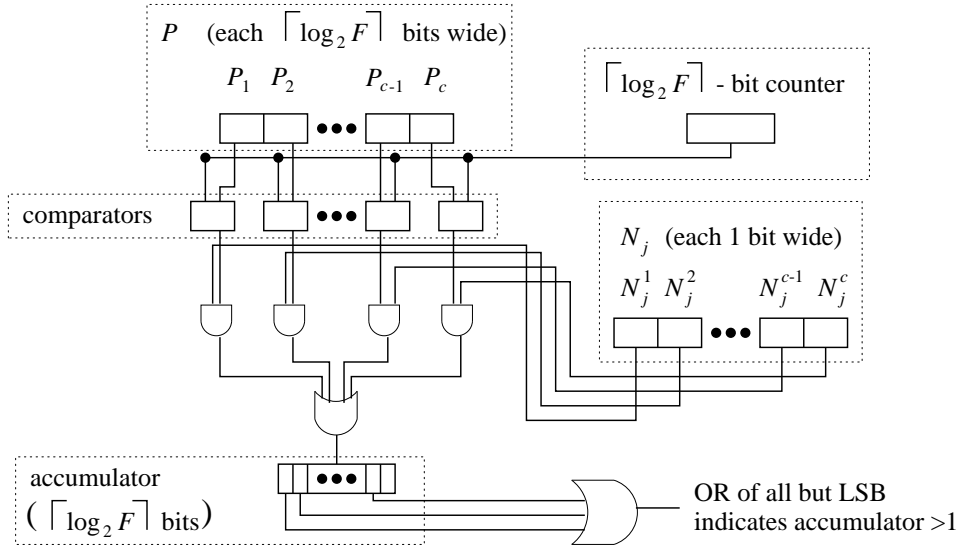 P (each ⌈log₂ F⌉ bits wide)
P₁ P₂ P_{c-1} P_c
⌈log₂ F⌉ - bit counter
comparators
N_j (each 1 bit wide)
N_j^1 N_j^2 N_j^{c-1} N_j^c
accumulator
(⌈log₂ F⌉ bits)
OR of all but LSB
indicates accumulator >1